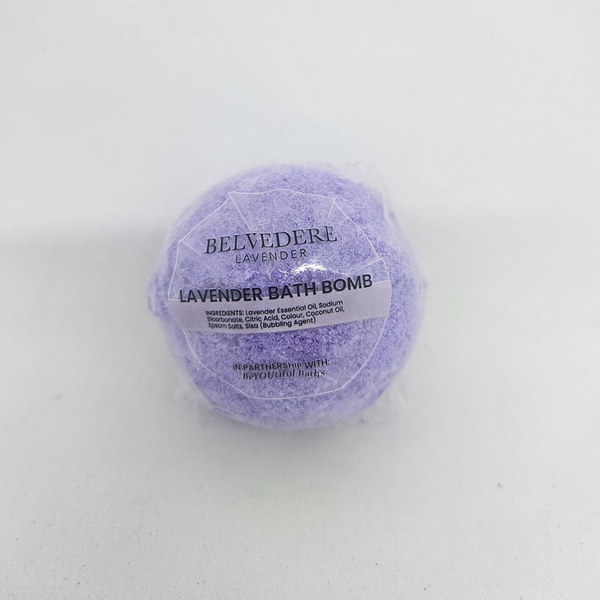 BELVEDERE
LAVENDER
LAVENDER BATH BOMB
INGREDIENTS: Lavender Essential Oil, Sodium
Bicarbonate, Citric Acid, Colour, Coconut Oil,
Epsom Salts, Slsa (Bubbling Agent)
IN PARTNERSHIP WITH:
BeYOUtiful Baths